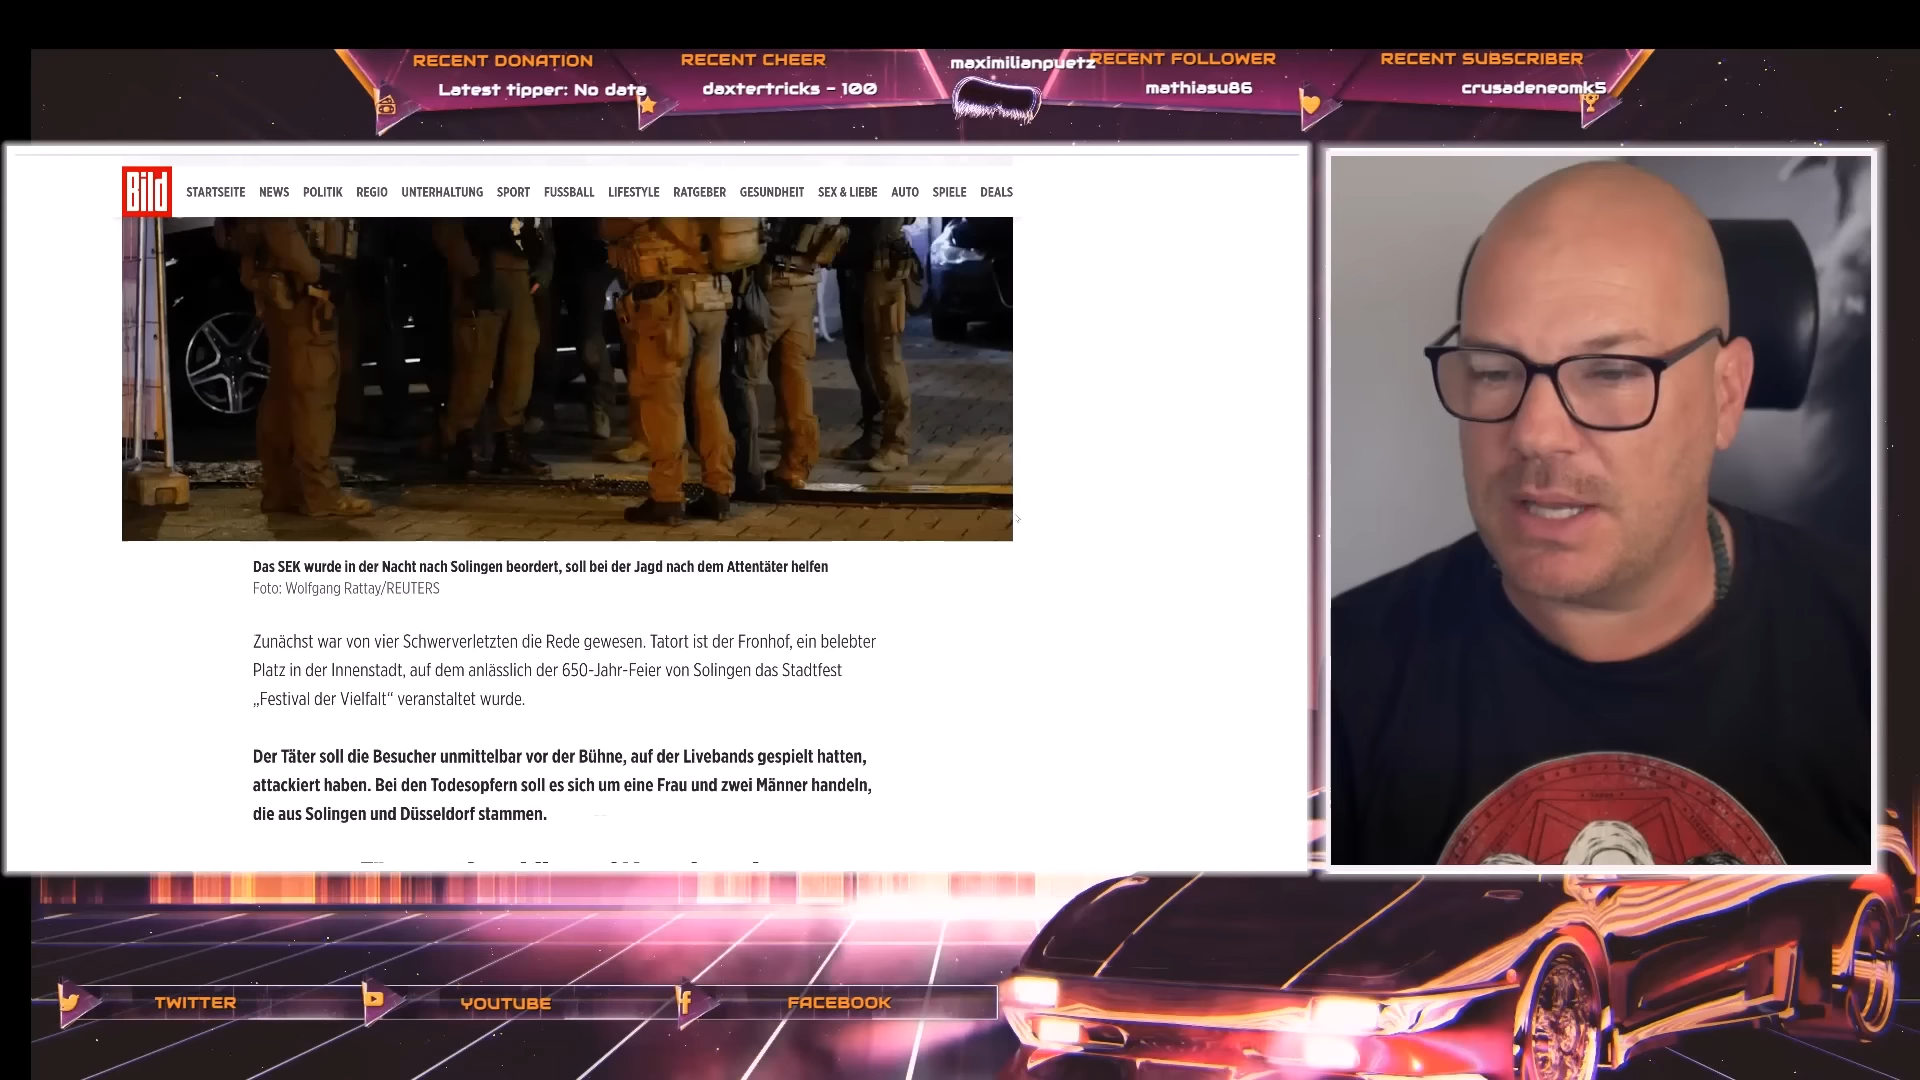 RECENT DONATION
Latest tipper: No data
RECENT CHEER
daxtertricks - 100
maximilianpuetz
RECENT FOLLOWER
mathiasu86
RECENT SUBSCRIBER
crusadeneomk5
Bild
STARTSEITE NEWS POLITIK REGIO UNTERHALTUNG SPORT FUSSBALL LIFESTYLE RATGEBER GESUNDHEIT SEX & LIEBE AUTO SPIELE DEALS
Das SEK wurde in der Nacht nach Solingen beordert, soll bei der Jagd nach dem Attentäter helfen
Foto: Wolfgang Rattay/REUTERS
Zunächst war von vier Schwerverletzten die Rede gewesen. Tatort ist der Fronhof, ein belebter
Platz in der Innenstadt, auf dem anlässlich der 650-Jahr-Feier von Solingen das Stadtfest
„Festival der Vielfalt“ veranstaltet wurde.
Der Täter soll die Besucher unmittelbar vor der Bühne, auf der Livebands gespielt hatten,
attackiert haben. Bei den Todesopfern soll es sich um eine Frau und zwei Männer handeln,
die aus Solingen und Düsseldorf stammen.
TWITTER
YOUTUBE
FACEBOOK